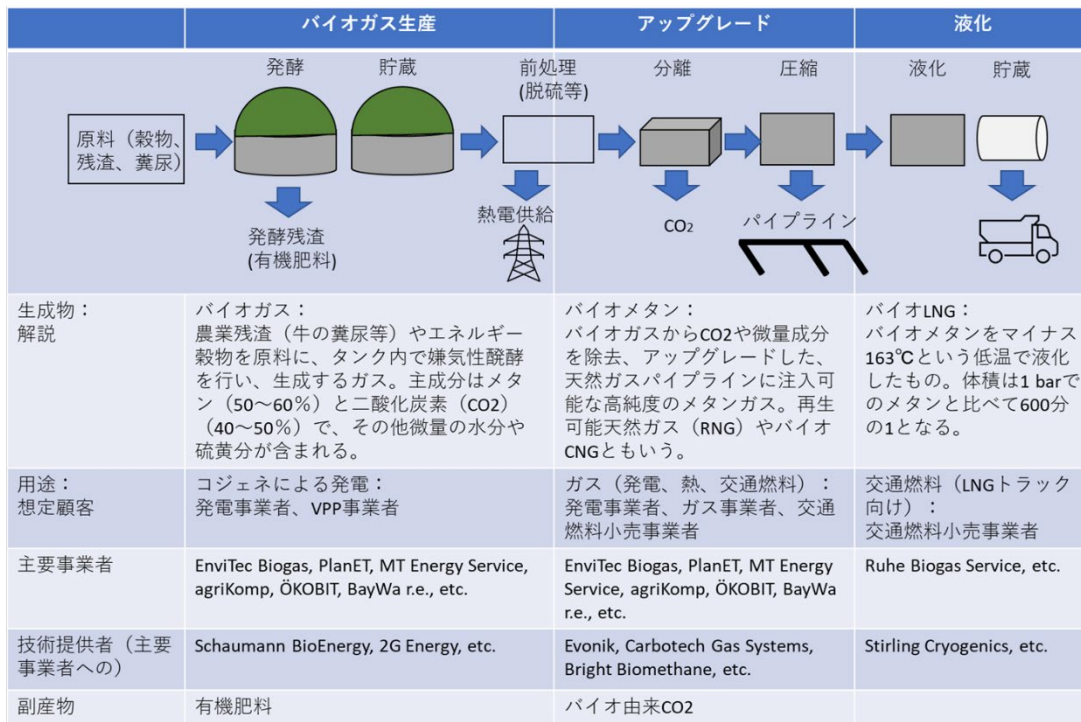 バイオガス生産
アップグレード
液化
発酵
貯蔵
前処理
(脱硫等)
分離
圧縮
液化
貯蔵
原料（穀物、
残渣、糞尿）
発酵残渣
(有機肥料)
熱電供給
CO₂
パイプライン
生成物：
解説
バイオガス：
農業残渣（牛の糞尿等）やエネルギー
穀物を原料に、タンク内で嫌気性醗酵
を行い、生成するガス。主成分はメタ
ン（50～60％）と二酸化炭素（CO2）
（40～50％）で、その他微量の水分や
硫黄分が含まれる。
バイオメタン：
バイオガスからCO2や微量成分
を除去、アップグレードした、
天然ガスパイプラインに注入可
能な高純度のメタンガス。再生
可能天然ガス（RNG）やバイオ
CNGともいう。
バイオLNG：
バイオメタンをマイナス
163℃という低温で液化
したもの。体積は1 barで
のメタンと比べて600分
の1となる。
用途：
想定顧客
コジェネによる発電：
発電事業者、VPP事業者
ガス（発電、熱、交通燃料）：
発電事業者、ガス事業者、交通
燃料小売事業者
交通燃料（LNGトラック
向け）：
交通燃料小売事業者
主要事業者
EnviTec Biogas, PlanET, MT Energy Service,
agriKomp, ÖKOBIT, BayWa r.e., etc.
EnviTec Biogas, PlanET, MT Energy
Service, agriKomp, ÖKOBIT, BayWa
r.e., etc.
Ruhe Biogas Service, etc.
技術提供者（主要
事業者への）
Schaumann BioEnergy, 2G Energy, etc.
Evonik, Carbotech Gas Systems,
Bright Biomethane, etc.
Stirling Cryogenics, etc.
副産物
有機肥料
バイオ由来CO2